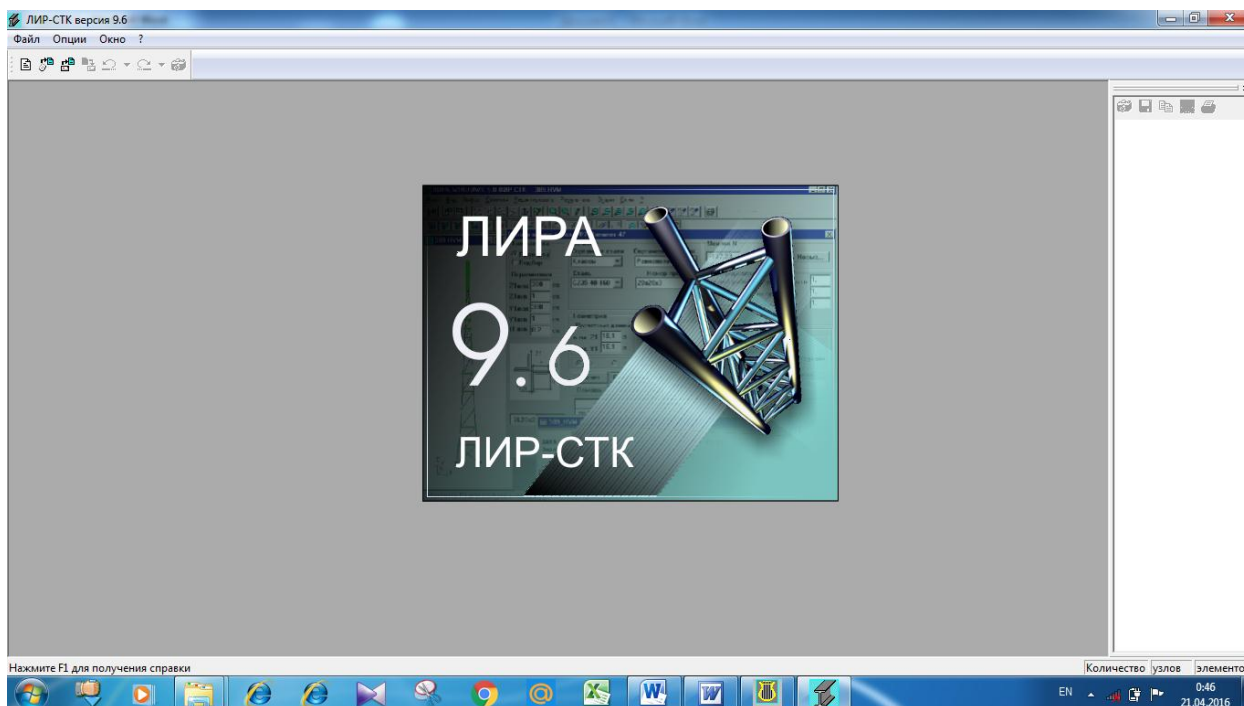 ЛИР-СТК версия 9.6
Файл Опции Окно ?
ЛИРА
9.6
ЛИР-СТК
Нажмите F1 для получения справки
Количество узлов элементо
EN
0:46
21.04.2016